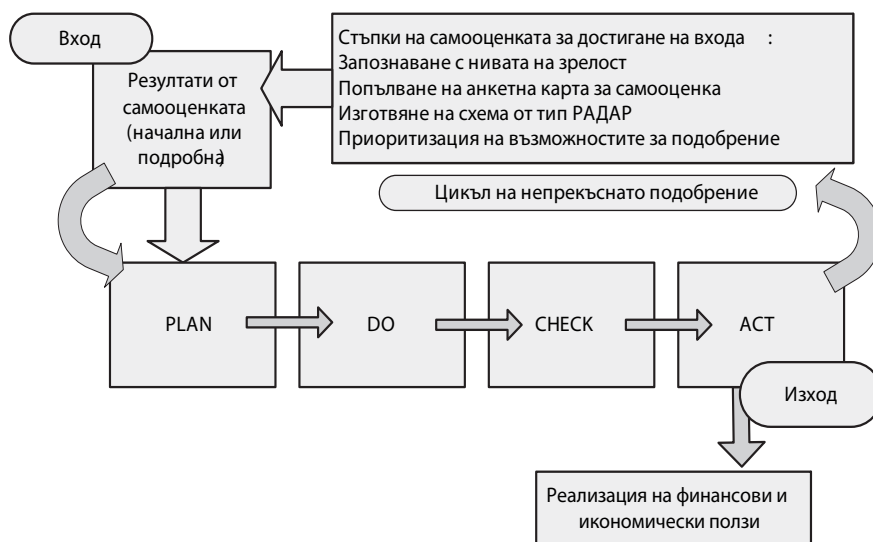 Вход
Резултати от
самооценката
(начална или
подробна)
Стъпки на самооценката за достигане на входа :
Запознаване с нивата на зрелост
Попълване на анкетна карта за самооценка
Изготвяне на схема от тип РАДАР
Приоритизация на възможностите за подобрение
Цикъл на непрекъснато подобрение
PLAN
DO
CHECK
ACT
Изход
Реализация на финансови и
икономически ползи